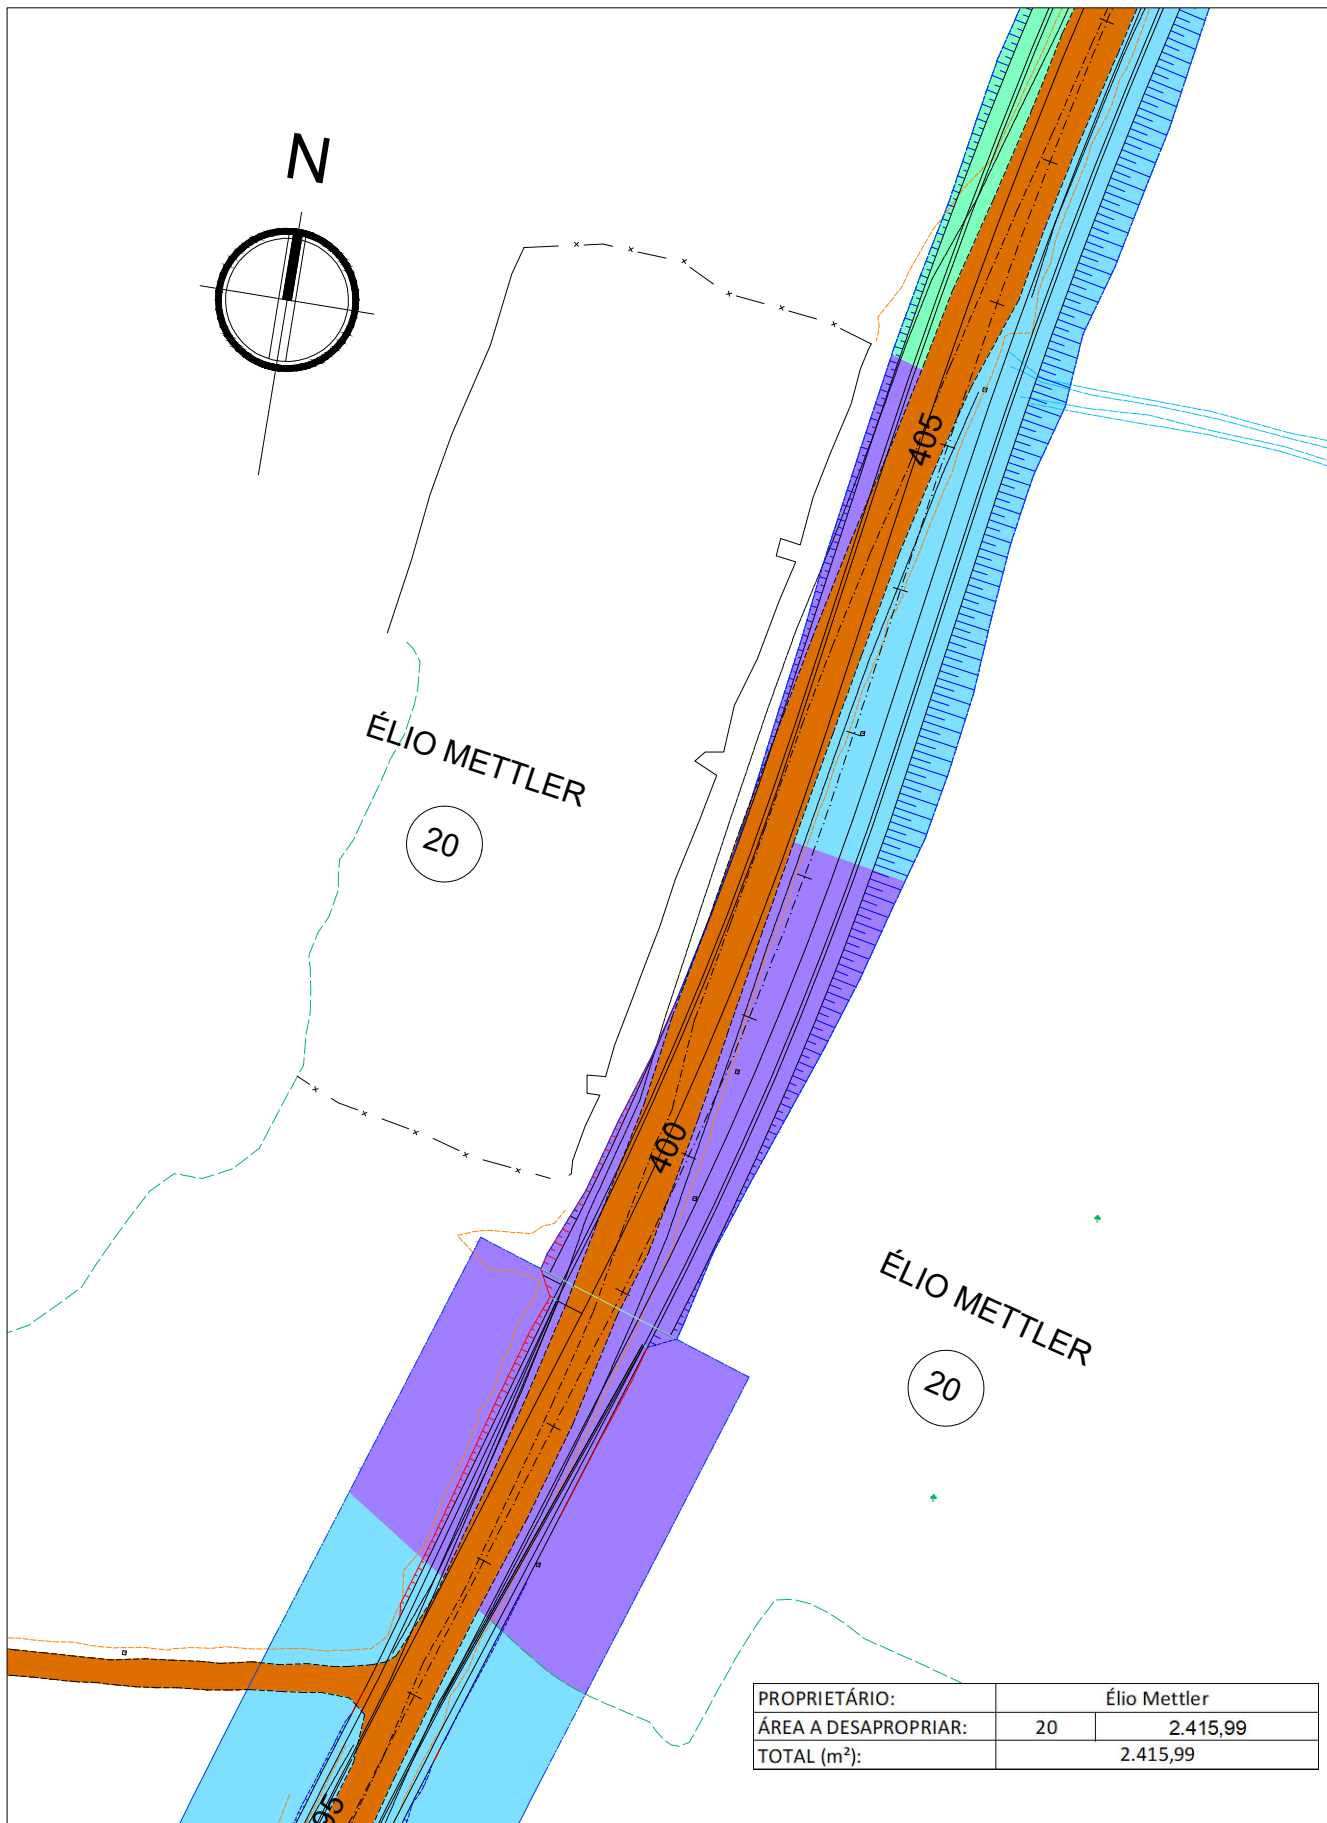 N
405
ÉLIO METTLER
20
400
ÉLIO METTLER
20
PROPRIETÁRIO: Élio Mettler
ÁREA A DESAPROPRIAR: 20 2.415,99
TOTAL (m²): 2.415,99
95